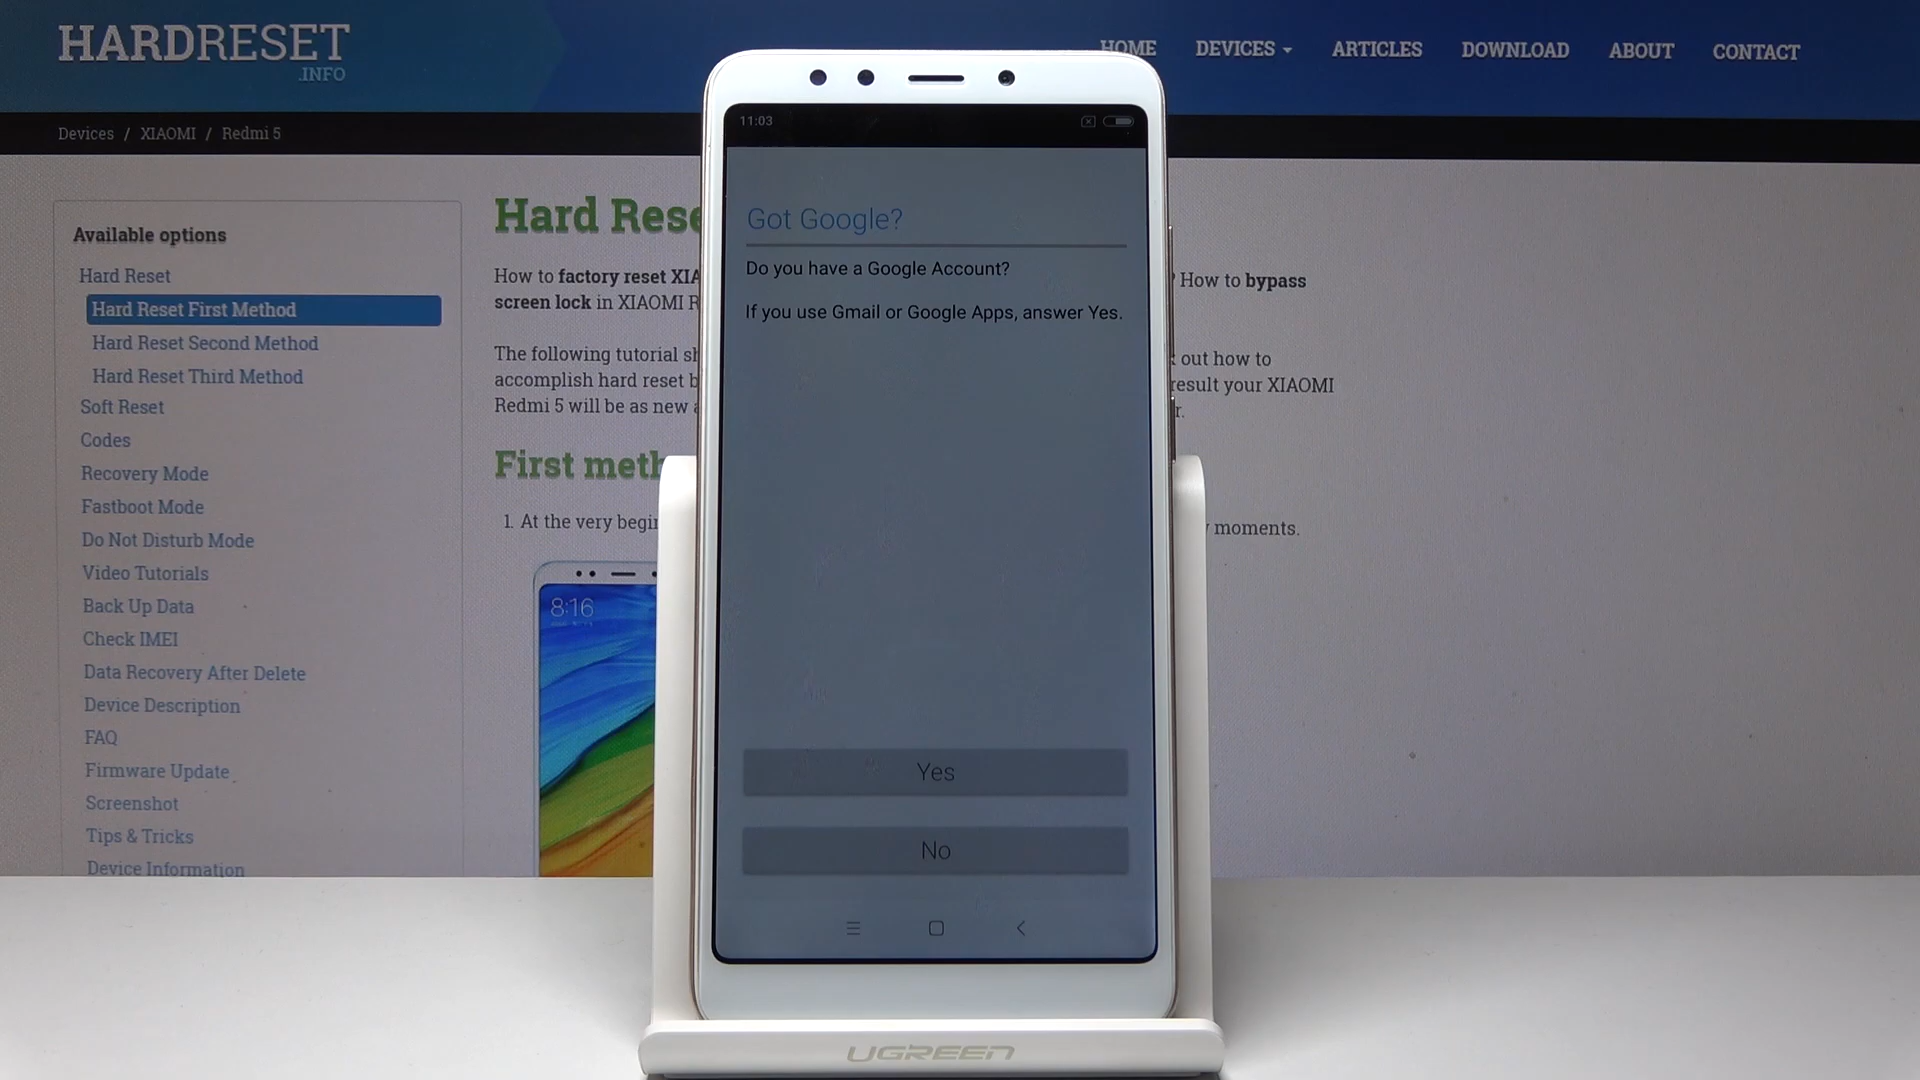 HARDRESET
.INFO
HOME DEVICES ARTICLES DOWNLOAD ABOUT CONTACT
Devices / XIAOMI / Redmi 5
Available options
Hard Reset
Hard Reset First Method
Hard Reset Second Method
Hard Reset Third Method
Soft Reset
Codes
Recovery Mode
Fastboot Mode
Do Not Disturb Mode
Video Tutorials
Back Up Data
Check IMEI
Data Recovery After Delete
Device Description
FAQ
Firmware Update
Screenshot
Tips & Tricks
Device Information
Hard Rese
How to factory reset XIA
? How to bypass
screen lock in XIAOMI R
The following tutorial sh
out how to
accomplish hard reset b
result your XIAOMI
Redmi 5 will be as new a
r.
First meth
1. At the very begin
moments.
8:16
11:03
Got Google?
Do you have a Google Account?
If you use Gmail or Google Apps, answer Yes.
Yes
No
UGREEN